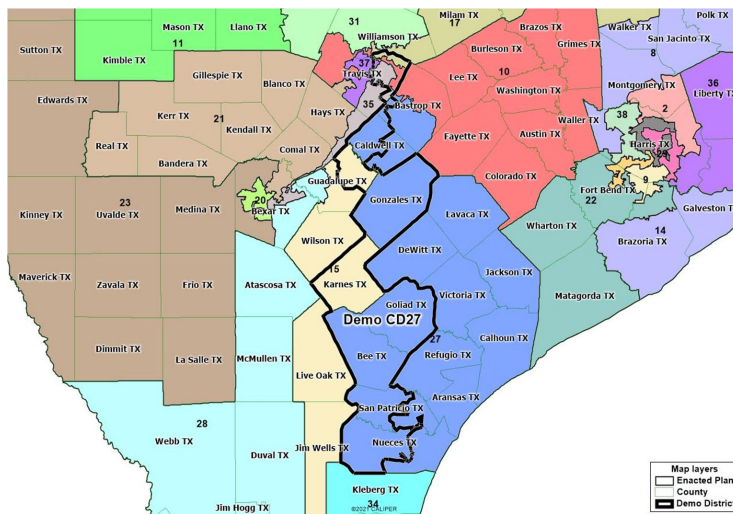 Mason TX
Llano TX
31
Williamson TX
Milam TX
17
Brazos TX
Grimes TX
Walker TX
Polk TX
San Jacinto TX
8
Sutton TX
Kimble TX
11
Burleson TX
Gillespie TX
Blanco TX
37
Travis TX
Lee TX
10
Montgomery TX
36
Liberty TX
Edwards TX
Washington TX
2
Kerr TX
21
Kendall TX
Hays TX
35
Bastrop TX
Waller TX
38
Harris TX
Real TX
Comal TX
Fayette TX
Austin TX
Bandera TX
Caldwell TX
Colorado TX
7
9
Guadalupe TX
Fort Bend TX
22
Kinney TX
23
Uvalde TX
Medina TX
20
Bexar TX
Gonzales TX
Lavaca TX
Wharton TX
Galveston TX
Brazoria TX
14
Wilson TX
DeWitt TX
Maverick TX
Zavala TX
Frio TX
Atascosa TX
15
Karnes TX
Jackson TX
Matagorda TX
Goliad TX
Victoria TX
Demo CD27
27
Calhoun TX
Dimmit TX
La Salle TX
McMullen TX
Bee TX
Refugio TX
Live Oak TX
Aransas TX
San Patricio TX
28
Webb TX
Duval TX
Jim Wells TX
Nueces TX
Kleberg TX
34
Jim Hogg TX
©2021 CALIPER
Map layers
Enacted Plan
County
Demo District